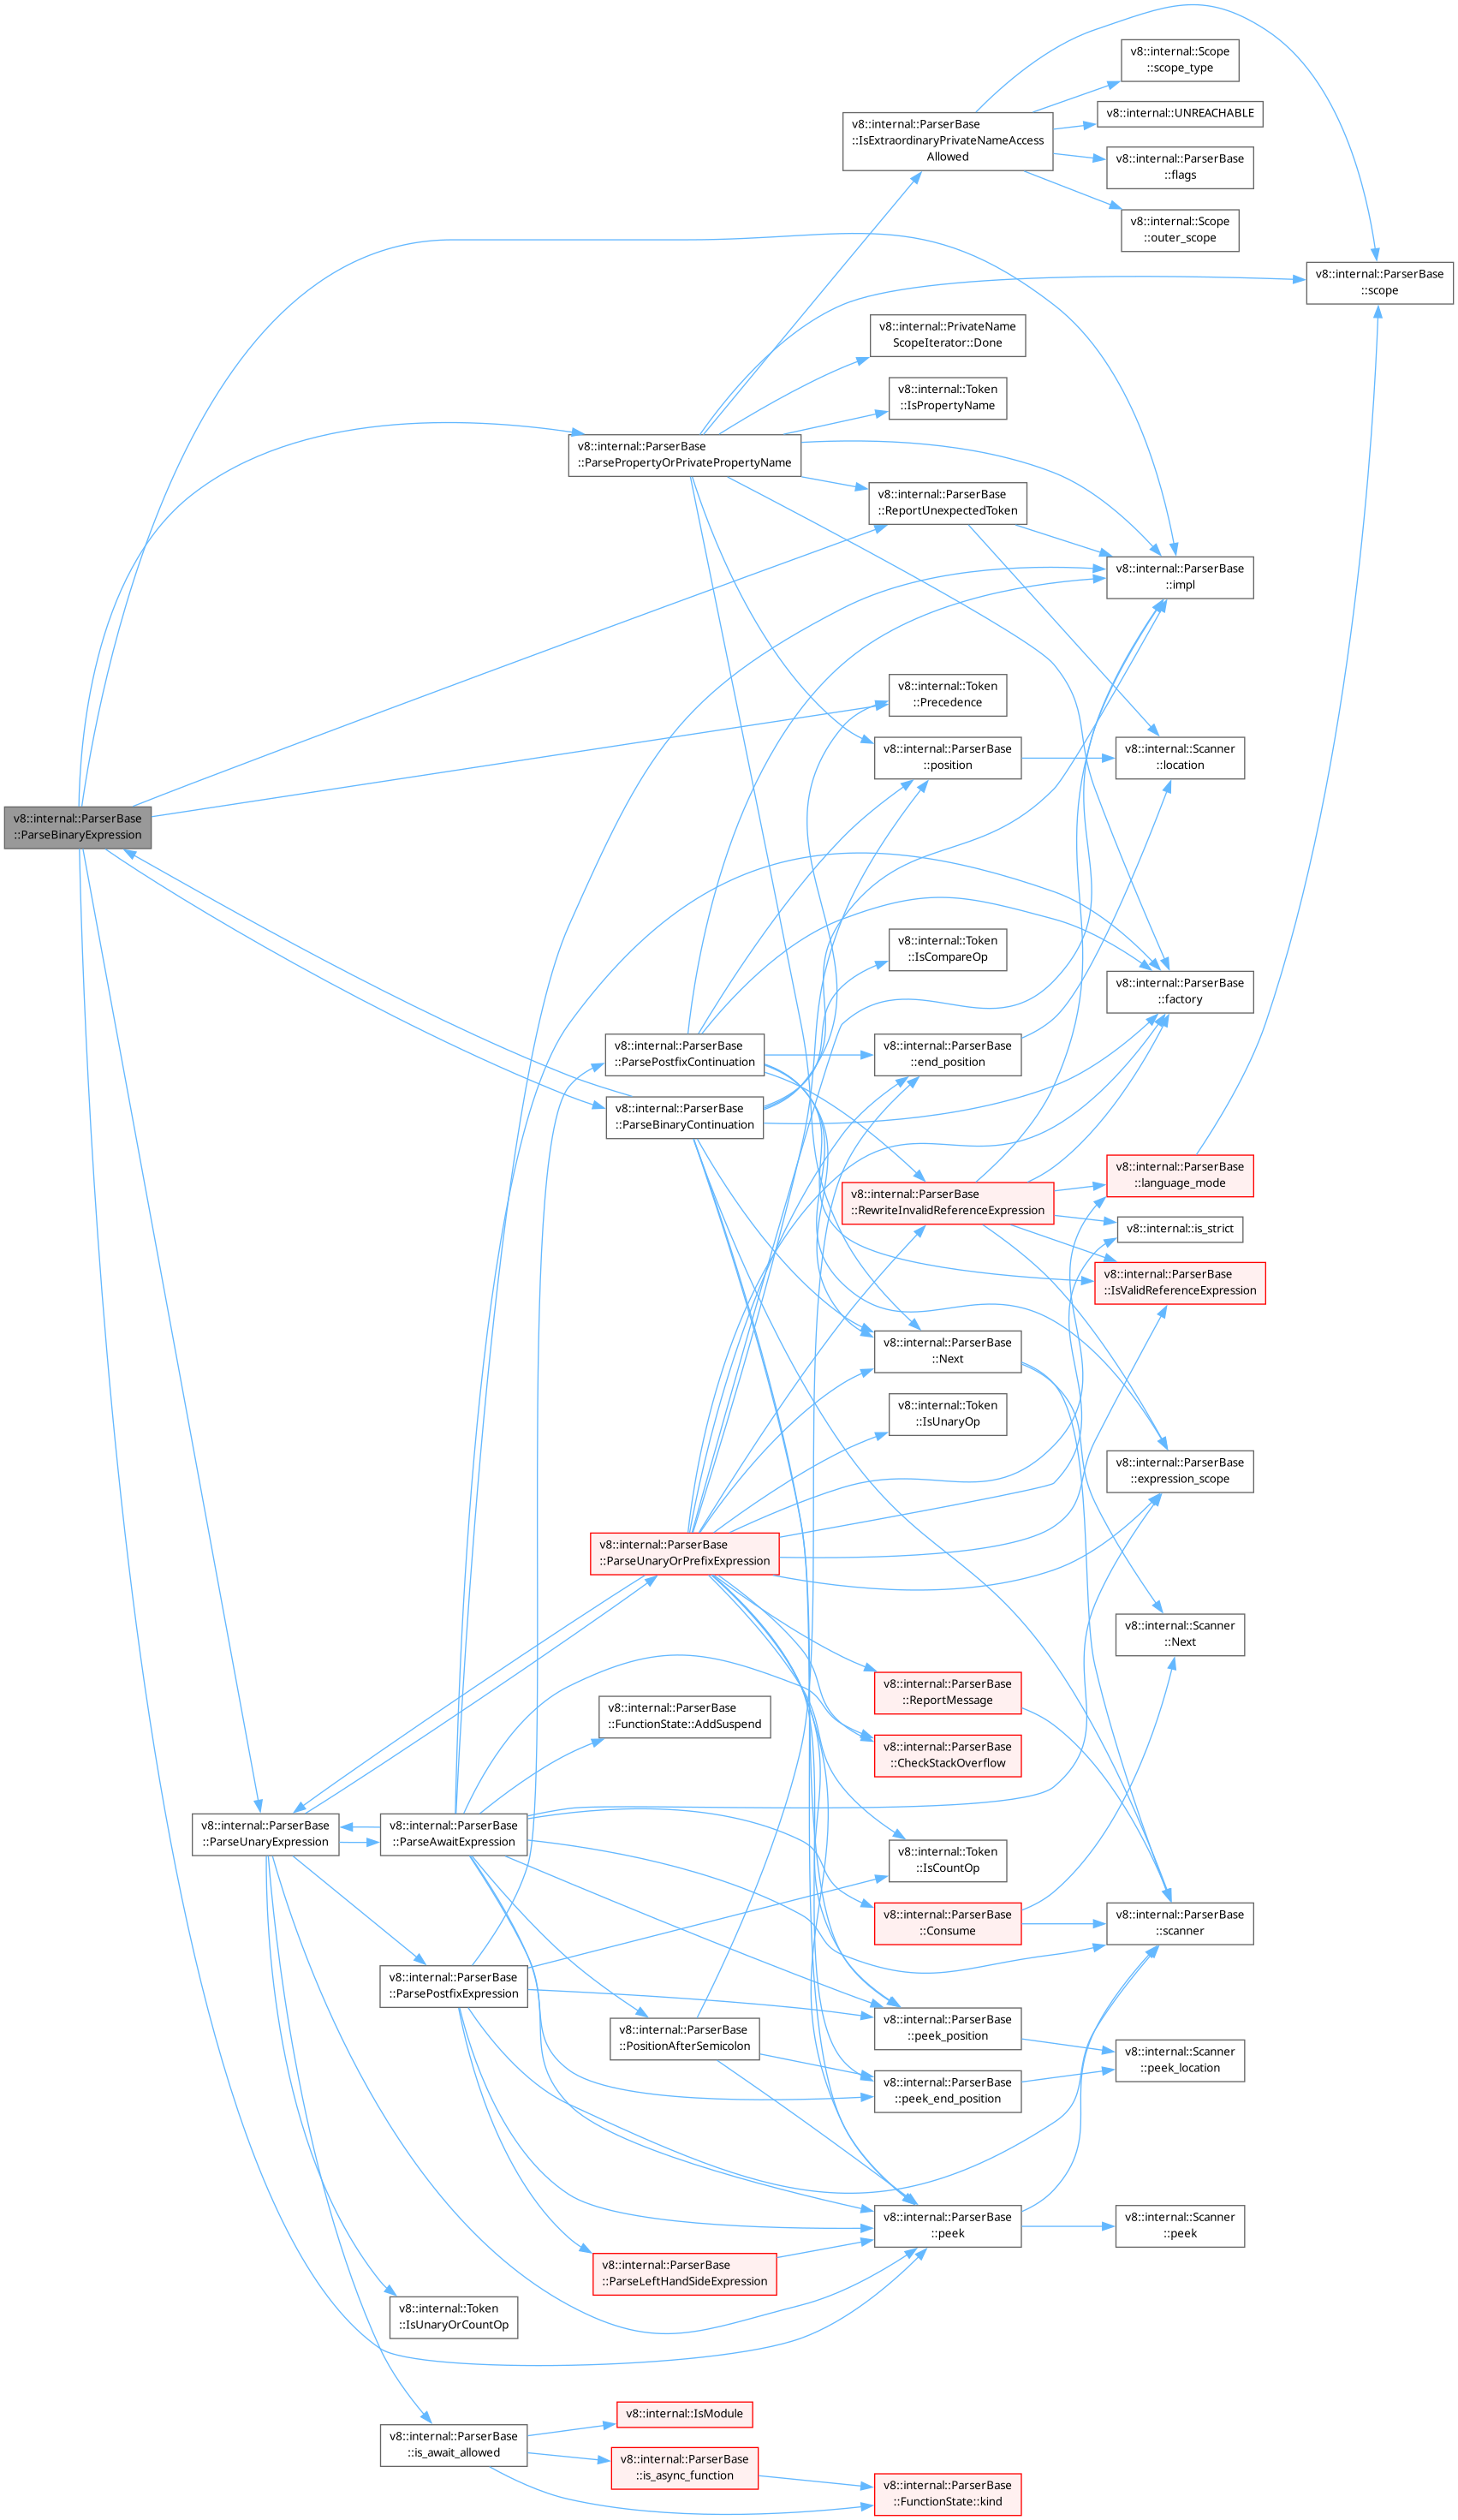 v8::internal::Scope
::scope_type
v8::internal::UNREACHABLE
v8::internal::ParserBase
::IsExtraordinaryPrivateNameAccess
Allowed
v8::internal::ParserBase
::flags
v8::internal::Scope
::outer_scope
v8::internal::ParserBase
::scope
v8::internal::PrivateName
ScopeIterator::Done
v8::internal::Token
::IsPropertyName
v8::internal::ParserBase
::ParsePropertyOrPrivatePropertyName
v8::internal::ParserBase
::ReportUnexpectedToken
v8::internal::ParserBase
::impl
v8::internal::Token
::Precedence
v8::internal::ParserBase
::position
v8::internal::Scanner
::location
v8::internal::ParserBase
::ParseBinaryExpression
v8::internal::Token
::IsCompareOp
v8::internal::ParserBase
::factory
v8::internal::ParserBase
::ParsePostfixContinuation
v8::internal::ParserBase
::end_position
v8::internal::ParserBase
::ParseBinaryContinuation
v8::internal::ParserBase
::language_mode
v8::internal::ParserBase
::RewriteInvalidReferenceExpression
v8::internal::is_strict
v8::internal::ParserBase
::IsValidReferenceExpression
v8::internal::ParserBase
::Next
v8::internal::Token
::IsUnaryOp
v8::internal::ParserBase
::expression_scope
v8::internal::ParserBase
::ParseUnaryOrPrefixExpression
v8::internal::Scanner
::Next
v8::internal::ParserBase
::ReportMessage
v8::internal::ParserBase
::FunctionState::AddSuspend
v8::internal::ParserBase
::CheckStackOverflow
v8::internal::ParserBase
::ParseUnaryExpression
v8::internal::ParserBase
::ParseAwaitExpression
v8::internal::Token
::IsCountOp
v8::internal::ParserBase
::Consume
v8::internal::ParserBase
::scanner
v8::internal::ParserBase
::ParsePostfixExpression
v8::internal::ParserBase
::peek_position
v8::internal::ParserBase
::PositionAfterSemicolon
v8::internal::Scanner
::peek_location
v8::internal::ParserBase
::peek_end_position
v8::internal::ParserBase
::peek
v8::internal::Scanner
::peek
v8::internal::ParserBase
::ParseLeftHandSideExpression
v8::internal::Token
::IsUnaryOrCountOp
v8::internal::IsModule
v8::internal::ParserBase
::is_await_allowed
v8::internal::ParserBase
::is_async_function
v8::internal::ParserBase
::FunctionState::kind